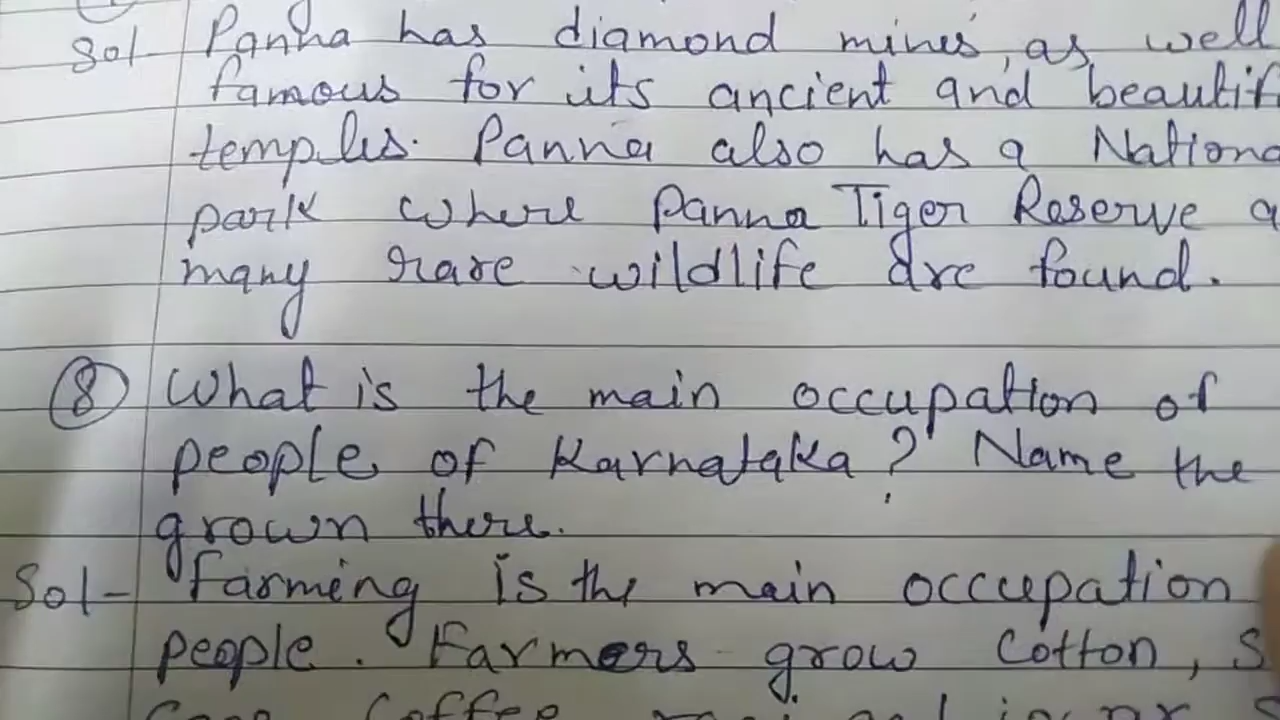 Sol- Panna has diamond mines, as well
famous for its ancient and beautif
temples. Panna also has a Nationa
park where Panna Tiger Reserve a
many rare wildlife are found.
8 What is the main occupation of
people of Karnataka? Name the
grown there.
Sol- Farming is the main occupation
people. Farmers grow Cotton, S
Coffee